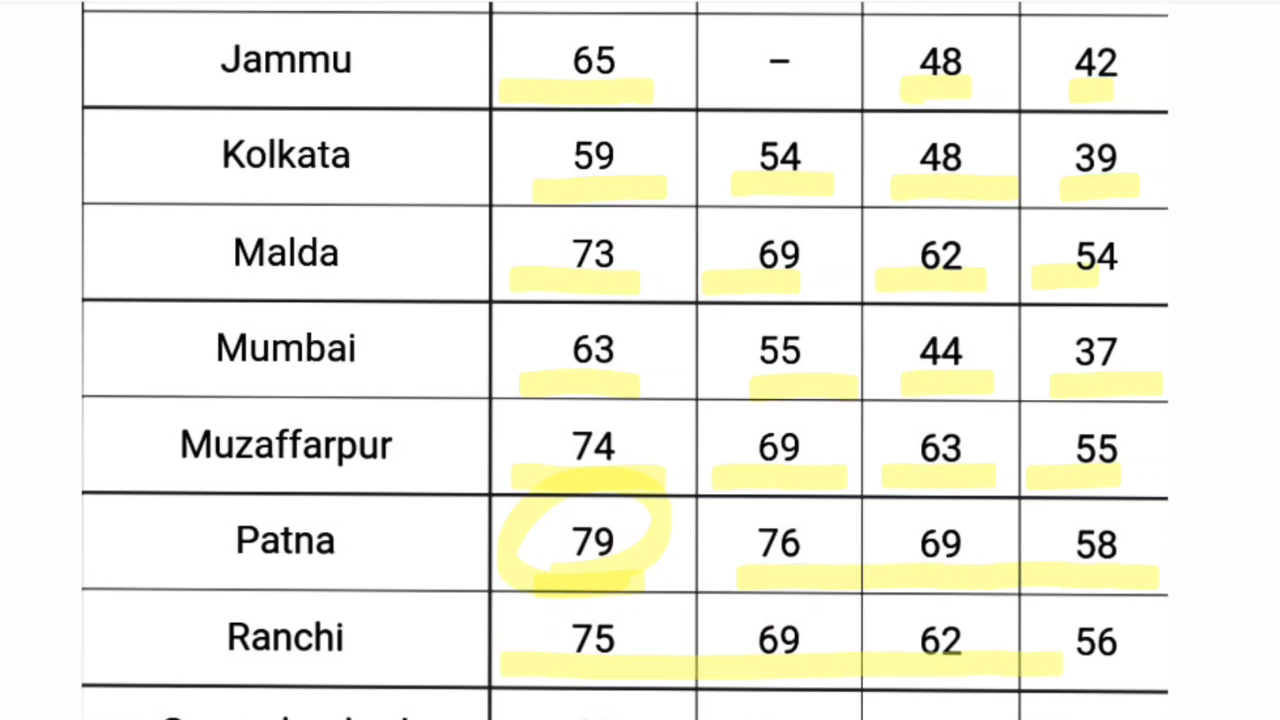 Jammu 65 – 48 42
Kolkata 59 54 48 39
Malda 73 69 62 54
Mumbai 63 55 44 37
Muzaffarpur 74 69 63 55
Patna 79 76 69 58
Ranchi 75 69 62 56